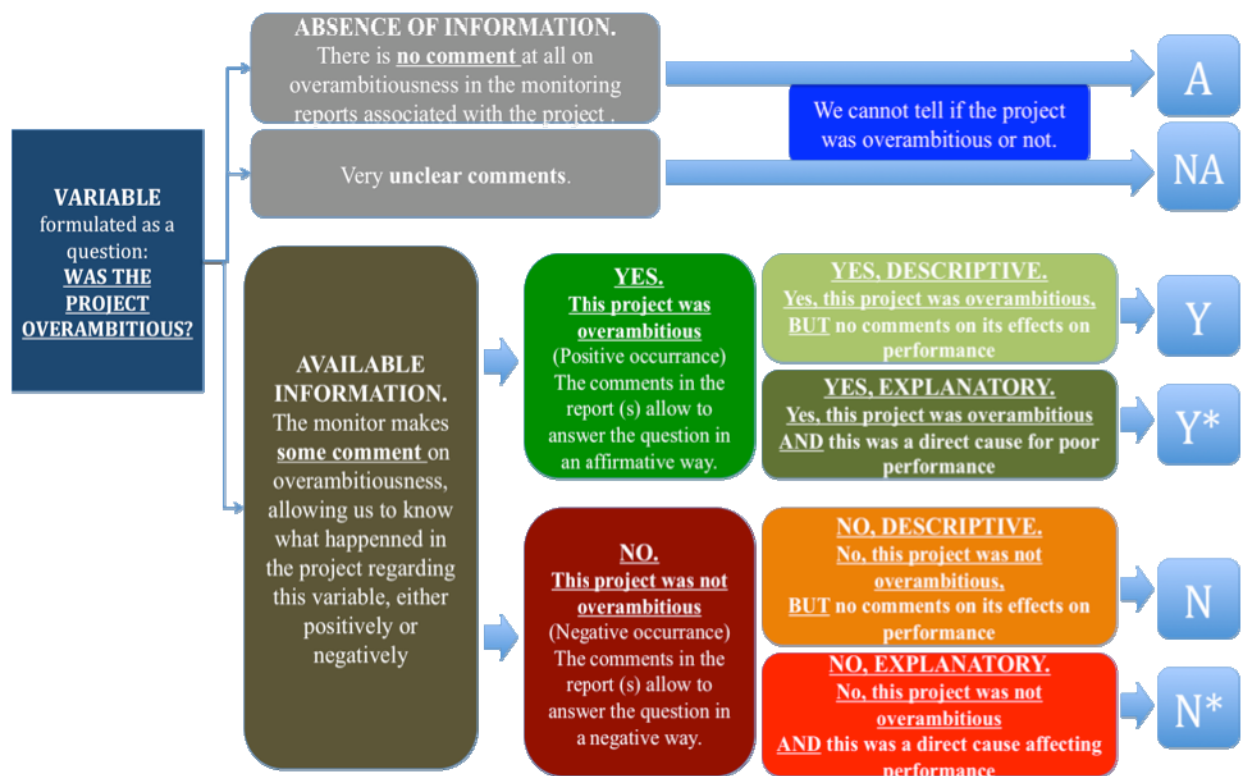 VARIABLE
formulated as a
question:
WAS THE
PROJECT
OVERAMBITIOUS?
ABSENCE OF INFORMATION.
There is no comment at all on
overambitiousness in the monitoring
reports associated with the project .
Very unclear comments.
We cannot tell if the project
was overambitious or not.
A
NA
AVAILABLE
INFORMATION.
The monitor makes
some comment on
overambitiousness,
allowing us to know
what happenned in
the project regarding
this variable, either
positively or
negatively
YES.
This project was
overambitious
(Positive occurrance)
The comments in the
report (s) allow to
answer the question in
an affirmative way.
YES, DESCRIPTIVE.
Yes, this project was overambitious,
BUT no comments on its effects on
performance
Y
YES, EXPLANATORY.
Yes, this project was overambitious
AND this was a direct cause for poor
performance
Y*
NO.
This project was not
overambitious
(Negative occurrance)
The comments in the
report (s) allow to
answer the question in
a negative way.
NO, DESCRIPTIVE.
No, this project was not
overambitious,
BUT no comments on its effects on
performance
N
NO, EXPLANATORY.
No, this project was not
overambitious
AND this was a direct cause affecting
performance
N*